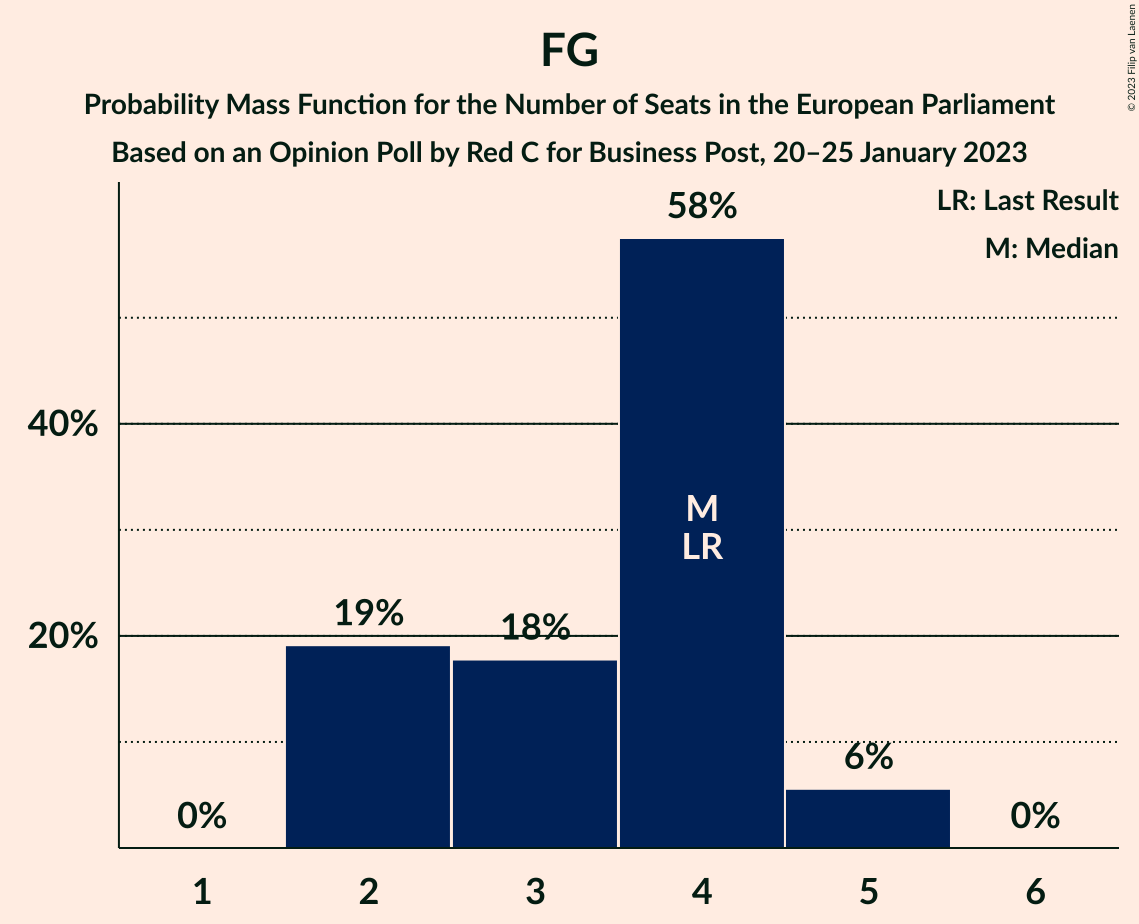 FG
Probability Mass Function for the Number of Seats in the European Parliament
Based on an Opinion Poll by Red C for Business Post, 20–25 January 2023
© 2023 Filip van Laenen
LR: Last Result
M: Median
58%
40%
M
LR
19%
18%
20%
6%
0%
0%
1
2
3
4
5
6